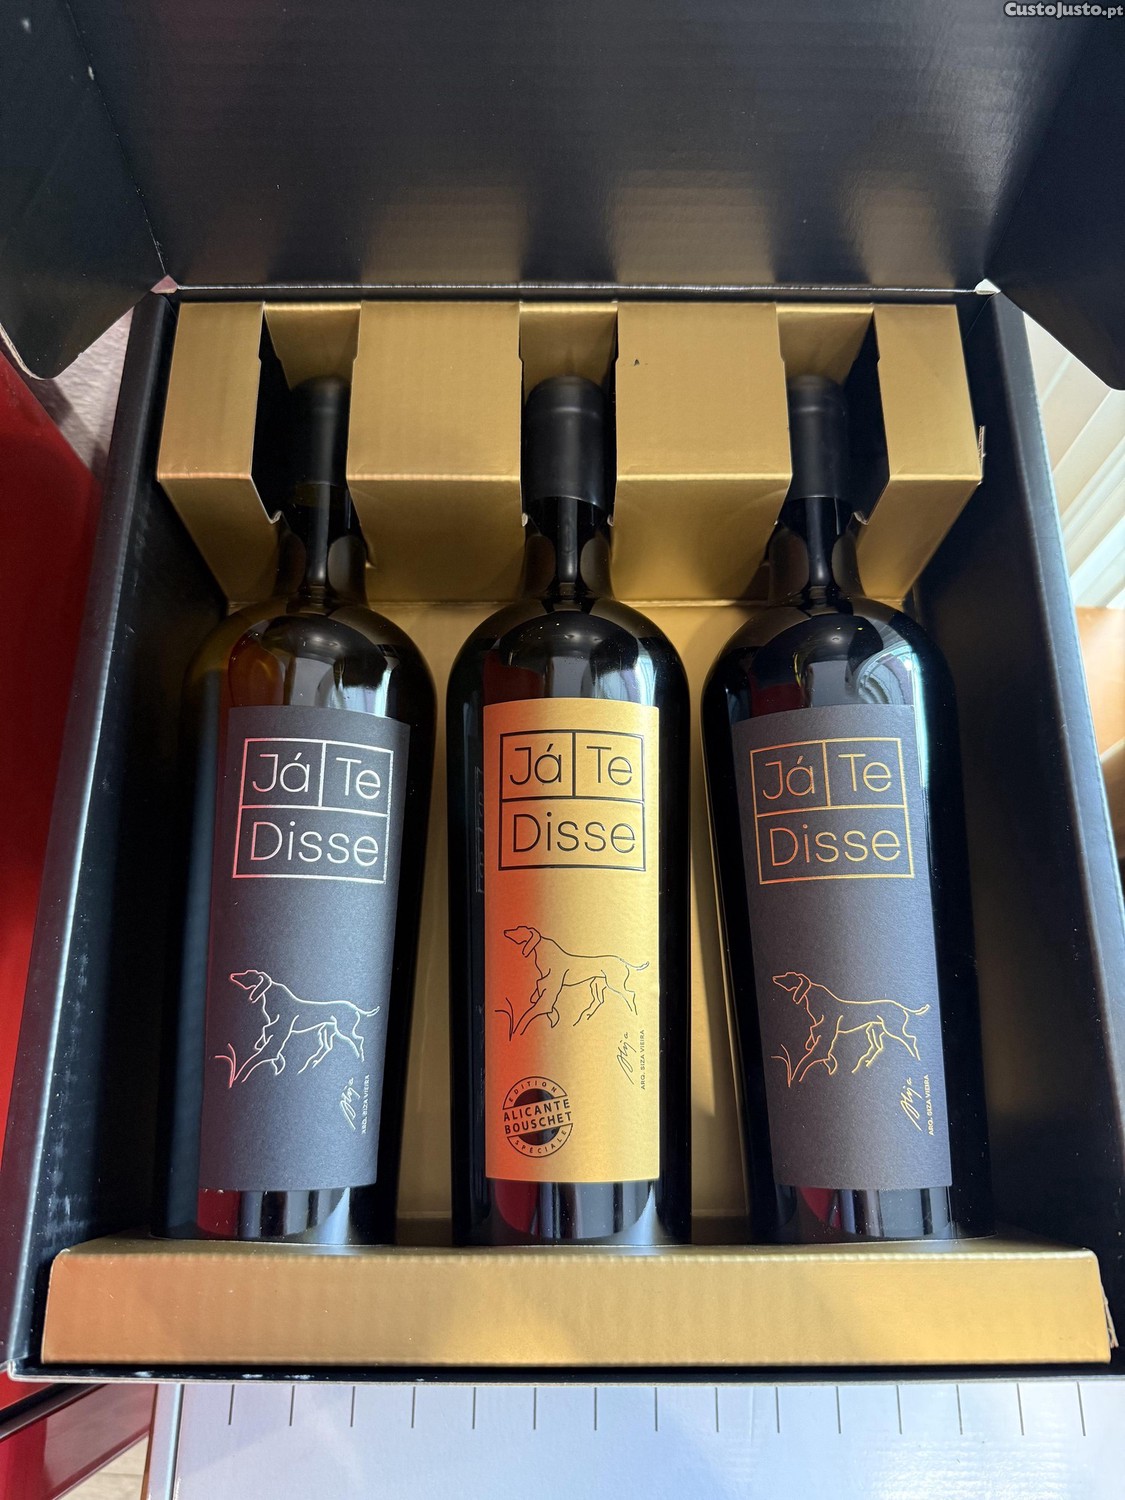 CustoJusto.pt
Já Te
Disse
ARQ. SIZA VIEIRA
Já Te
Disse
ARQ. SIZA VIEIRA
EDITION
ALICANTE
BOUSCHET
SPÉCIALE
Já Te
Disse
ARQ. SIZA VIEIRA